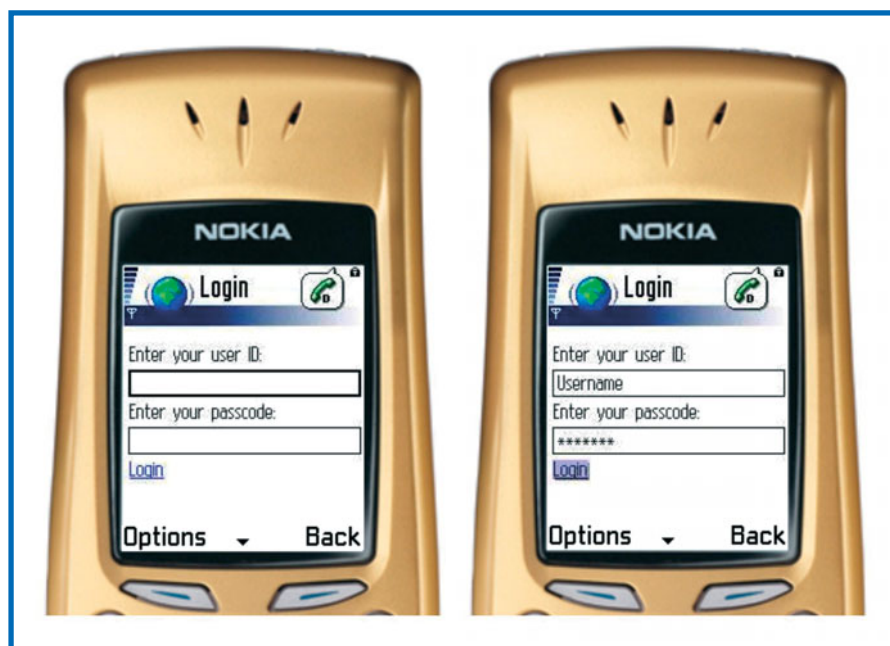 NOKIA
Login
D
Enter your user ID:
Enter your passcode:
Login
Options
Back
NOKIA
Login
D
Enter your user ID:
Username
Enter your passcode:
*******
Login
Options
Back